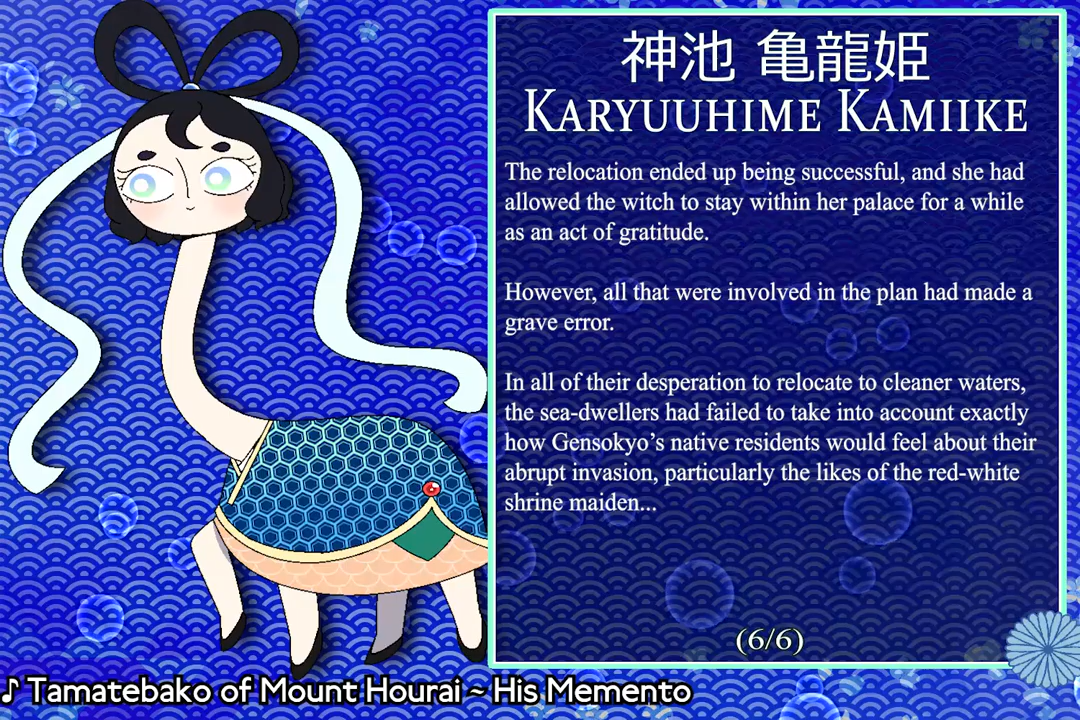 神池 亀龍姫
Karyuuhime Kamiike
The relocation ended up being successful, and she had
allowed the witch to stay within her palace for a while
as an act of gratitude.
However, all that were involved in the plan had made a
grave error.
In all of their desperation to relocate to cleaner waters,
the sea-dwellers had failed to take into account exactly
how Gensokyo’s native residents would feel about their
abrupt invasion, particularly the likes of the red-white
shrine maiden...
(6/6)
♪ Tamatebako of Mount Hourai ~ His Memento